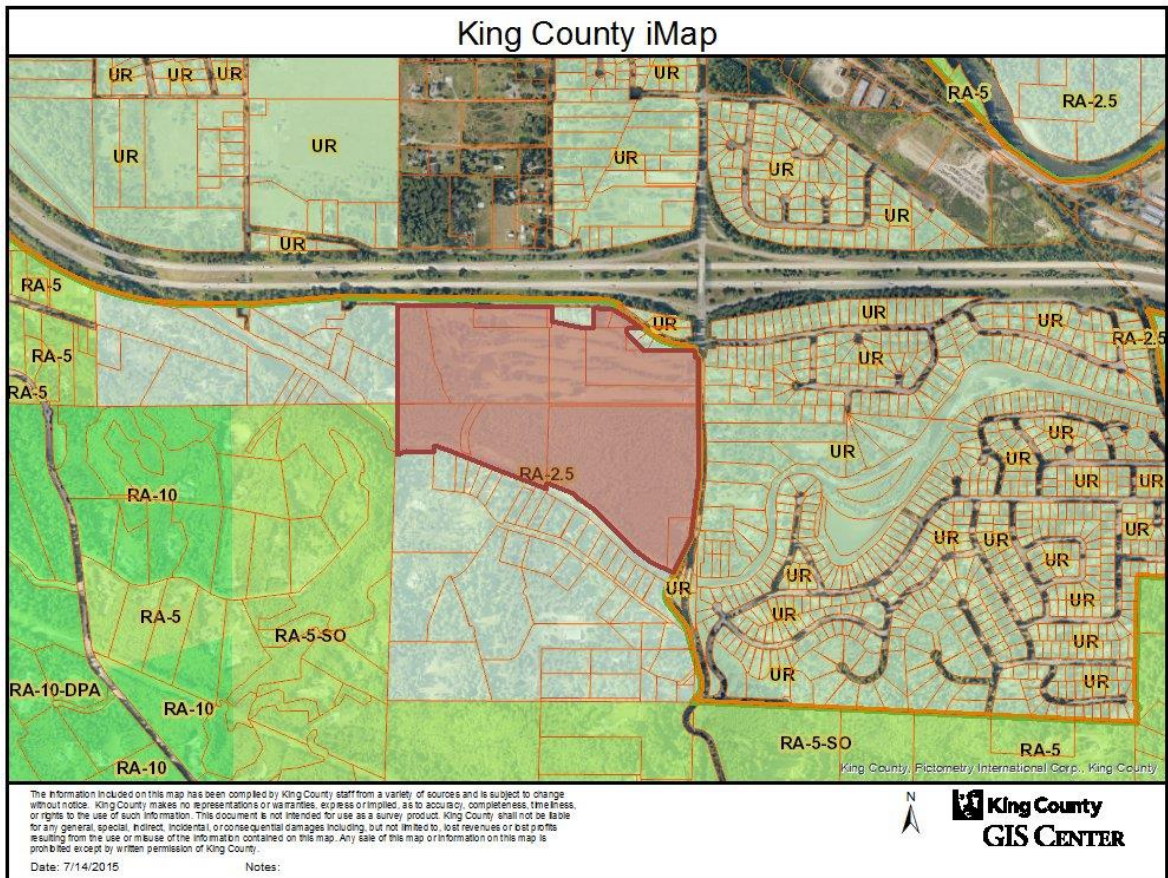 King County iMap
UR UR UR UR
RA-5
RA-2.5
UR UR UR UR
UR
UR
RA-5
UR UR UR
RA-2.5
RA-5 UR
RA-5
UR
UR
RA-2.5
UR
RA-10 UR UR
UR
UR UR
UR
UR
UR UR
RA-5
UR UR
RA-5-SO UR
RA-10-DPA UR UR
RA-10
RA-5-SO
RA-5
RA-10
King County, Pictometry International Corp., King County
The information included on this map has been compiled by King County staff from a variety of sources and is subject to change
without notice. King County makes no representations or warranties, express or implied, as to accuracy, completeness, timeliness,
or rights to the use of such information. This document is not intended for use as a survey product. King County shall not be liable
for any general, special, indirect, incidental, or consequential damages including, but not limited to, lost revenues or lost profits
resulting from the use or misuse of the information contained on this map. Any sale of this map or information on this map is
prohibited except by written permission of King County.
Date: 7/14/2015 Notes:
N
King County
GIS CENTER